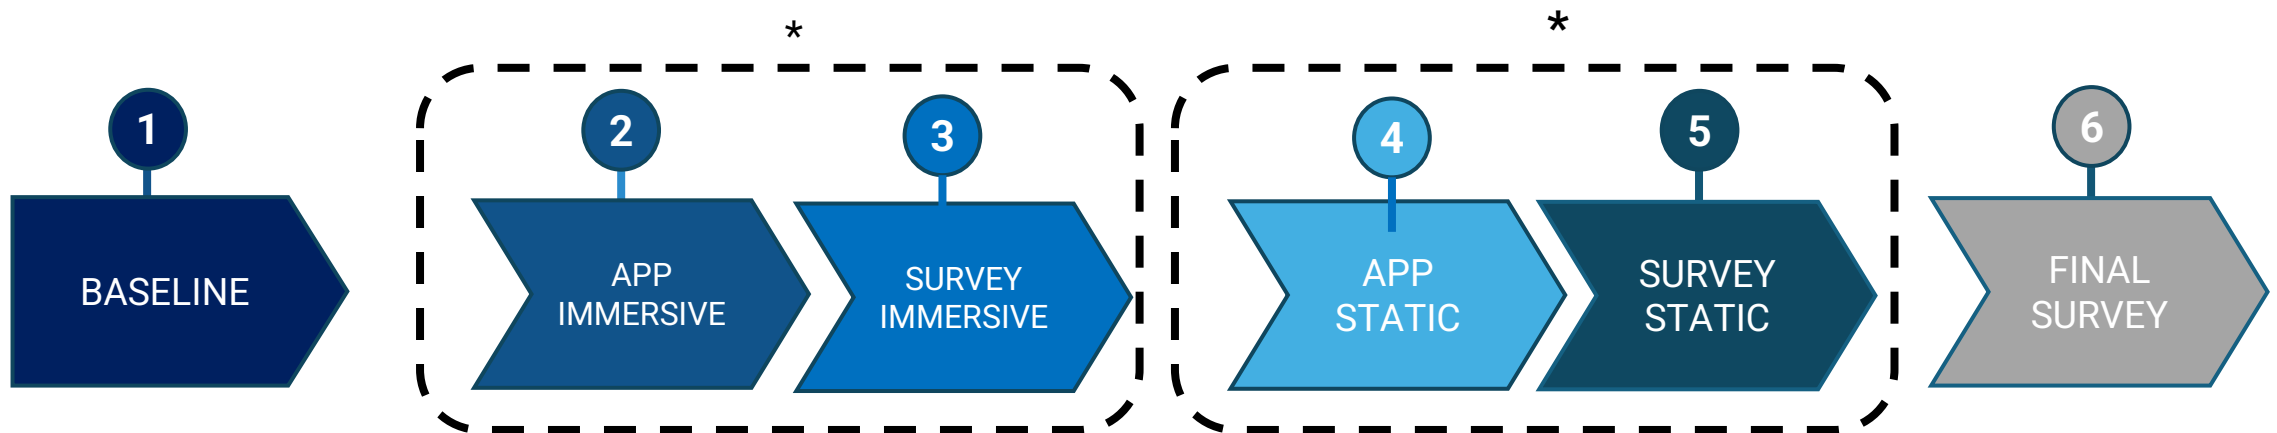 *
*
1
2
3
4
5
6
BASELINE
APP
IMMERSIVE
SURVEY
IMMERSIVE
APP
STATIC
SURVEY
STATIC
FINAL
SURVEY